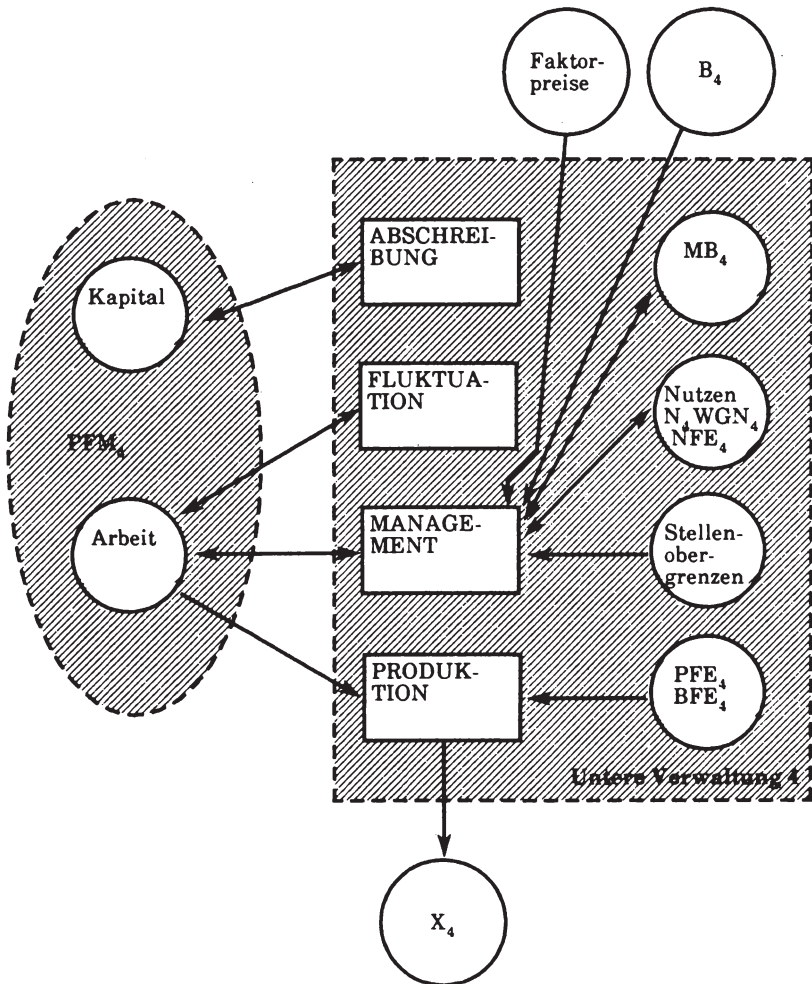 Faktor-
preise
B₄
ABSCHREI-
BUNG
MB₄
Kapital
FLUKTUA-
TION
Nutzen
N₄ WGN₄
NFE₄
PFM₄
MANAGE-
MENT
Arbeit
Stellen-
ober-
grenzen
PRODUK-
TION
PFE₄
BFE₄
Untere Verwaltung 4
X₄